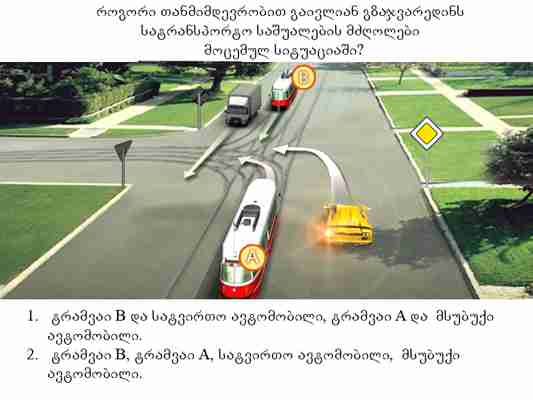 როგორი თანმიმდევრობით გაივლიან გზაჯვარედინს
სატრანსპორტო საშუალების მძღოლები
მოცემულ სიტუაციაში?
B
A
1. ტრამვაი B და სატვირთო ავტომობილი, ტრამვაი A და მსუბუქი
ავტომობილი.
2. ტრამვაი B, ტრამვაი A, სატვირთო ავტომობილი, მსუბუქი
ავტომობილი.